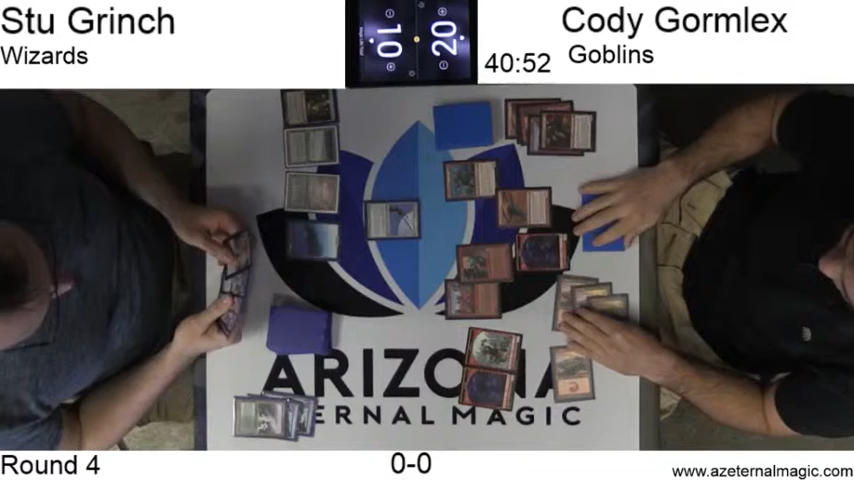 Stu Grinch
Wizards
10
20
40:52
Cody Gormlex
Goblins
ARIZONA
ETERNAL MAGIC
Round 4
0-0
www.azeternalmagic.com